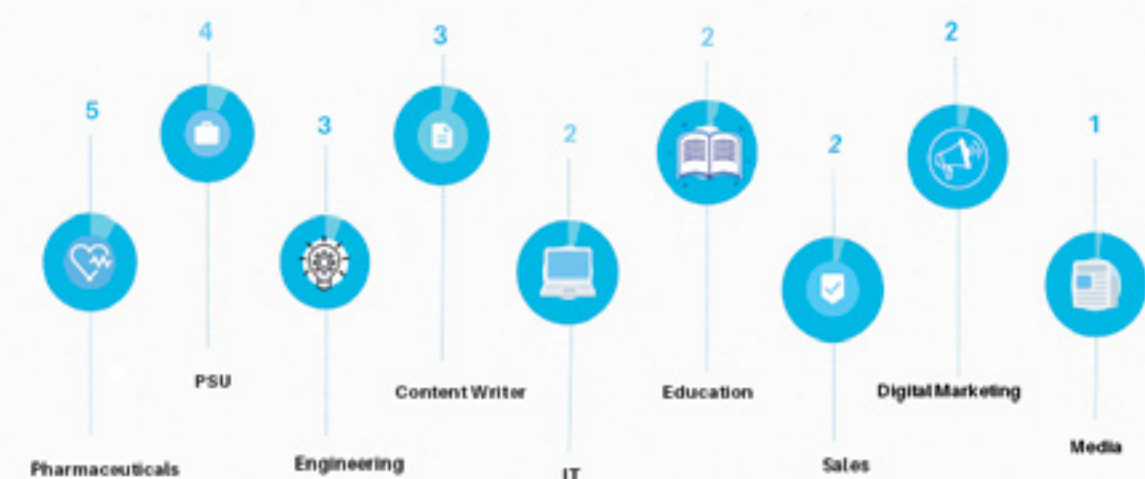 5
Pharmaceuticals
4
PSU
3
Engineering
3
Content Writer
2
IT
2
Education
2
Sales
2
Digital Marketing
1
Media